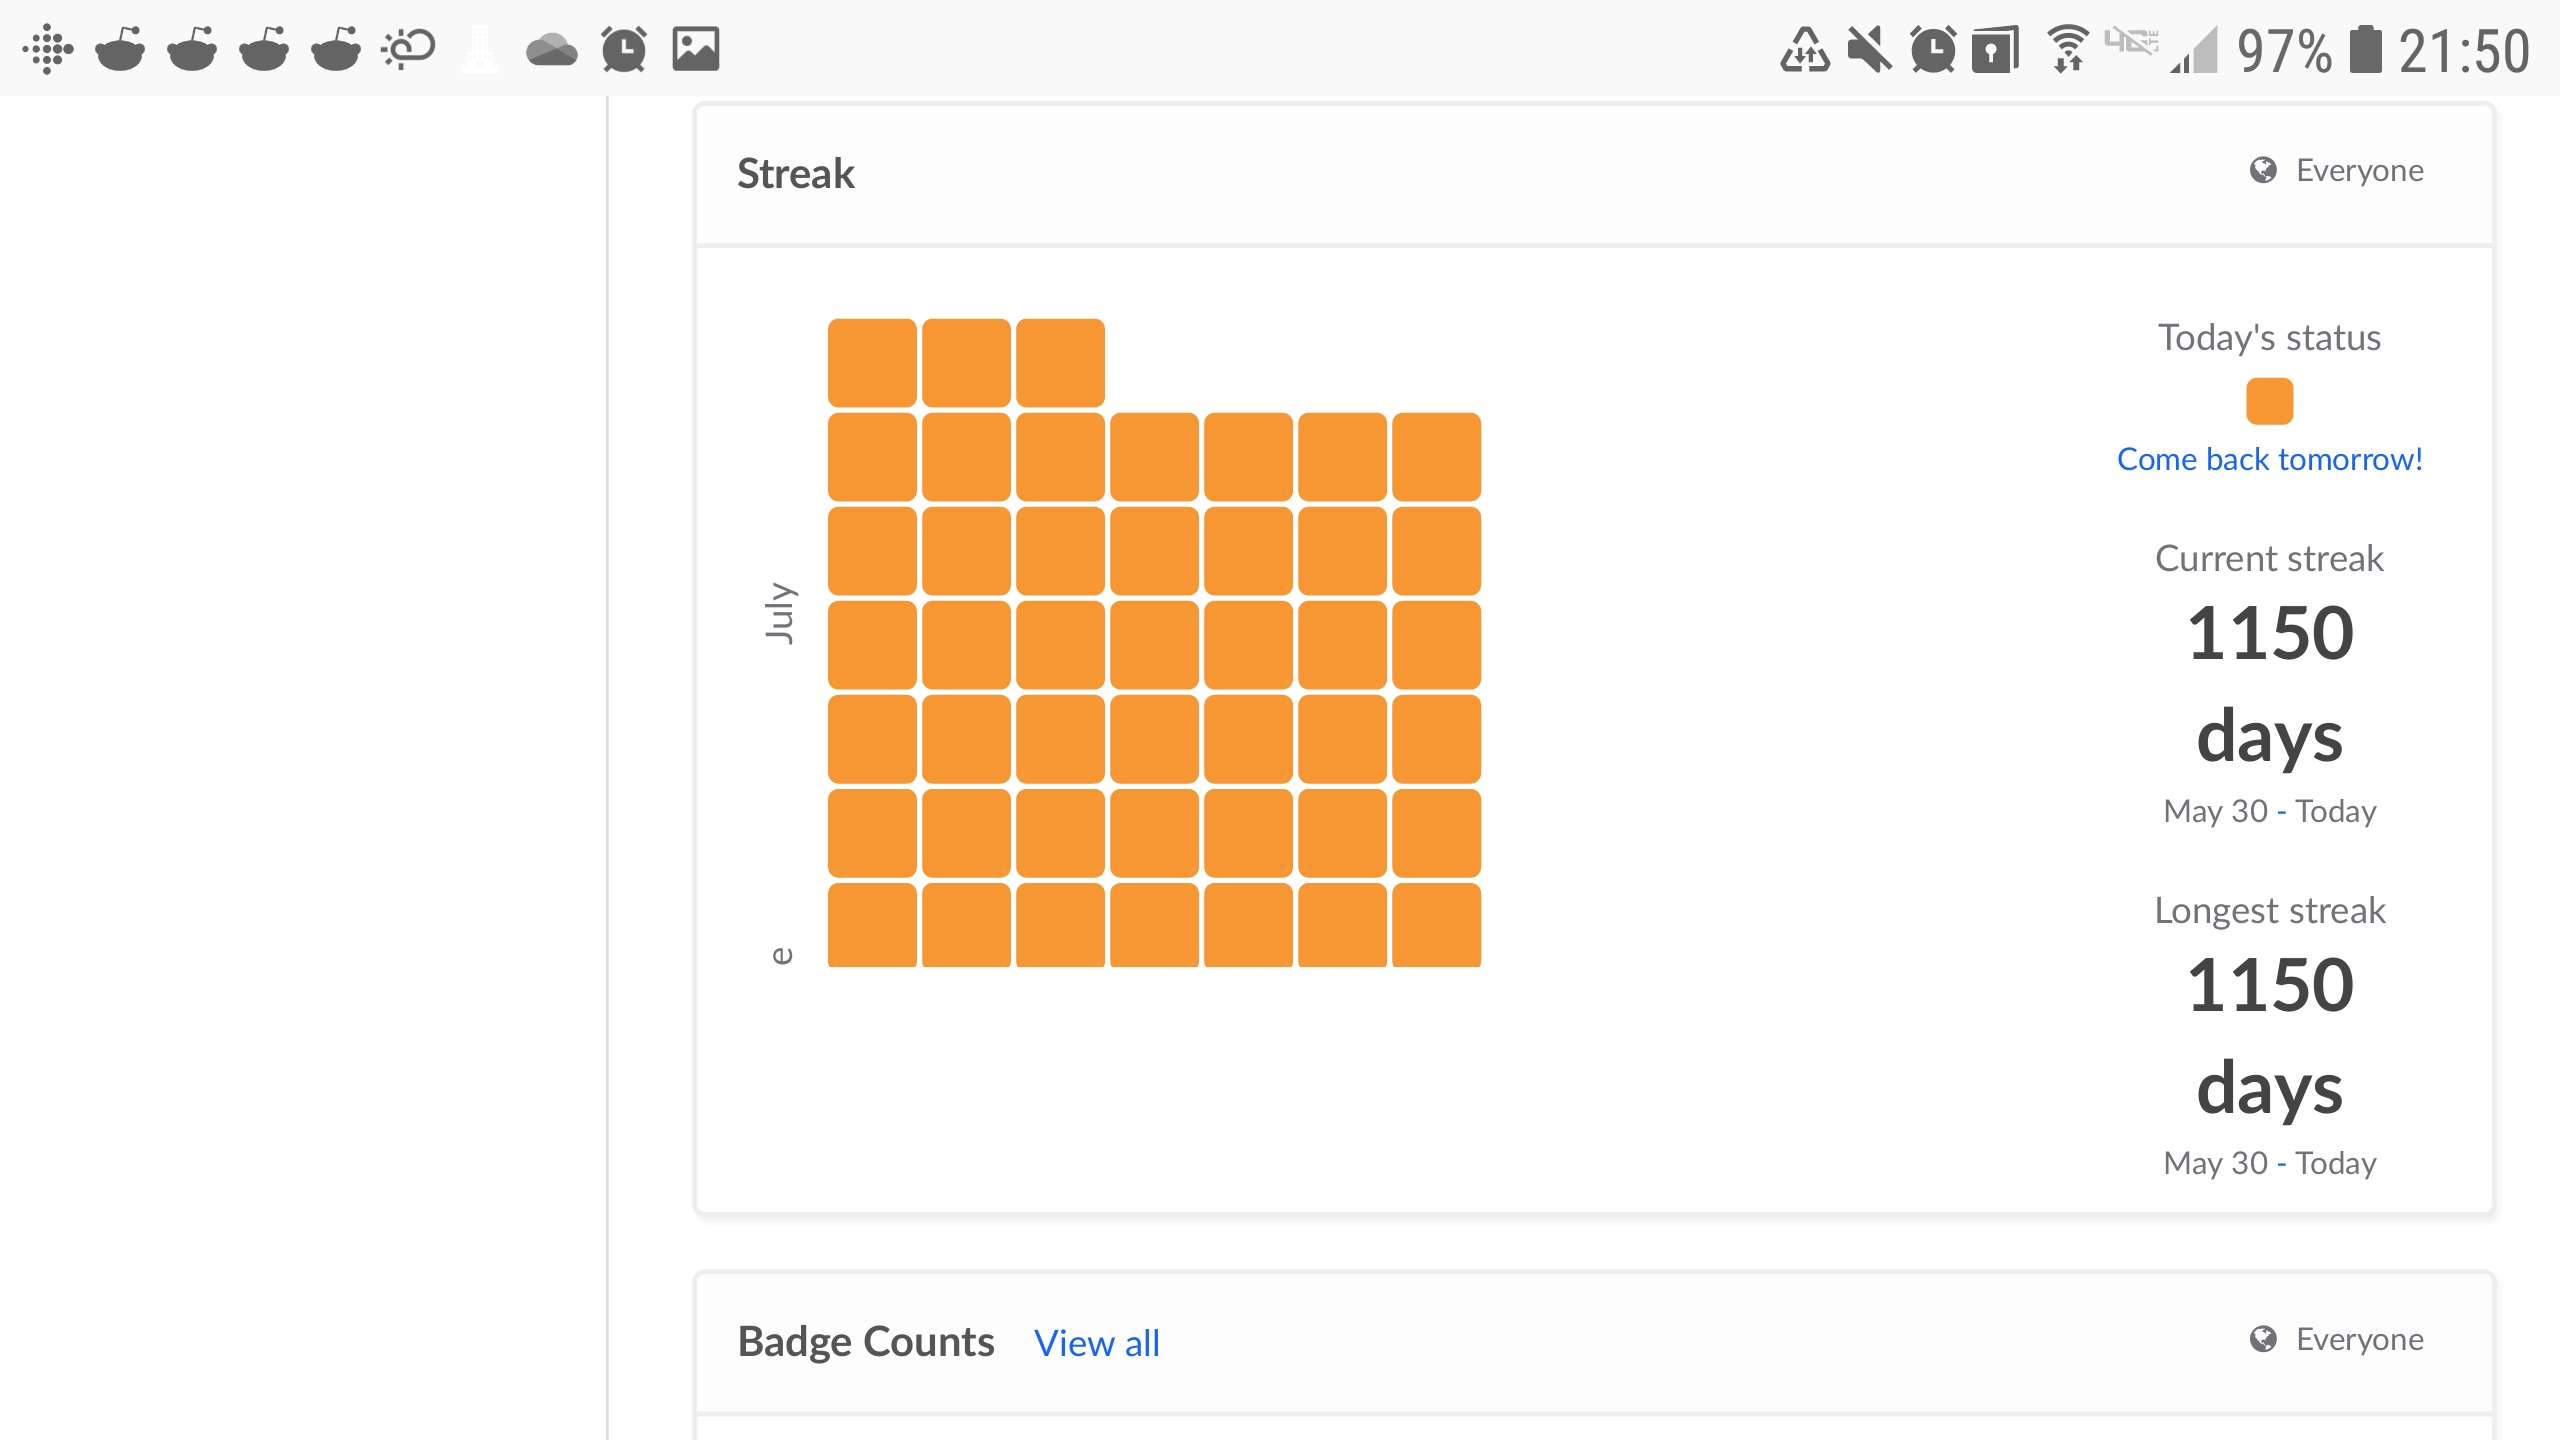 97% 21:50
Streak
Everyone
Today's status
Come back tomorrow!
July
Current streak
1150
days
May 30 - Today
e
Longest streak
1150
days
May 30 - Today
Badge Counts View all
Everyone